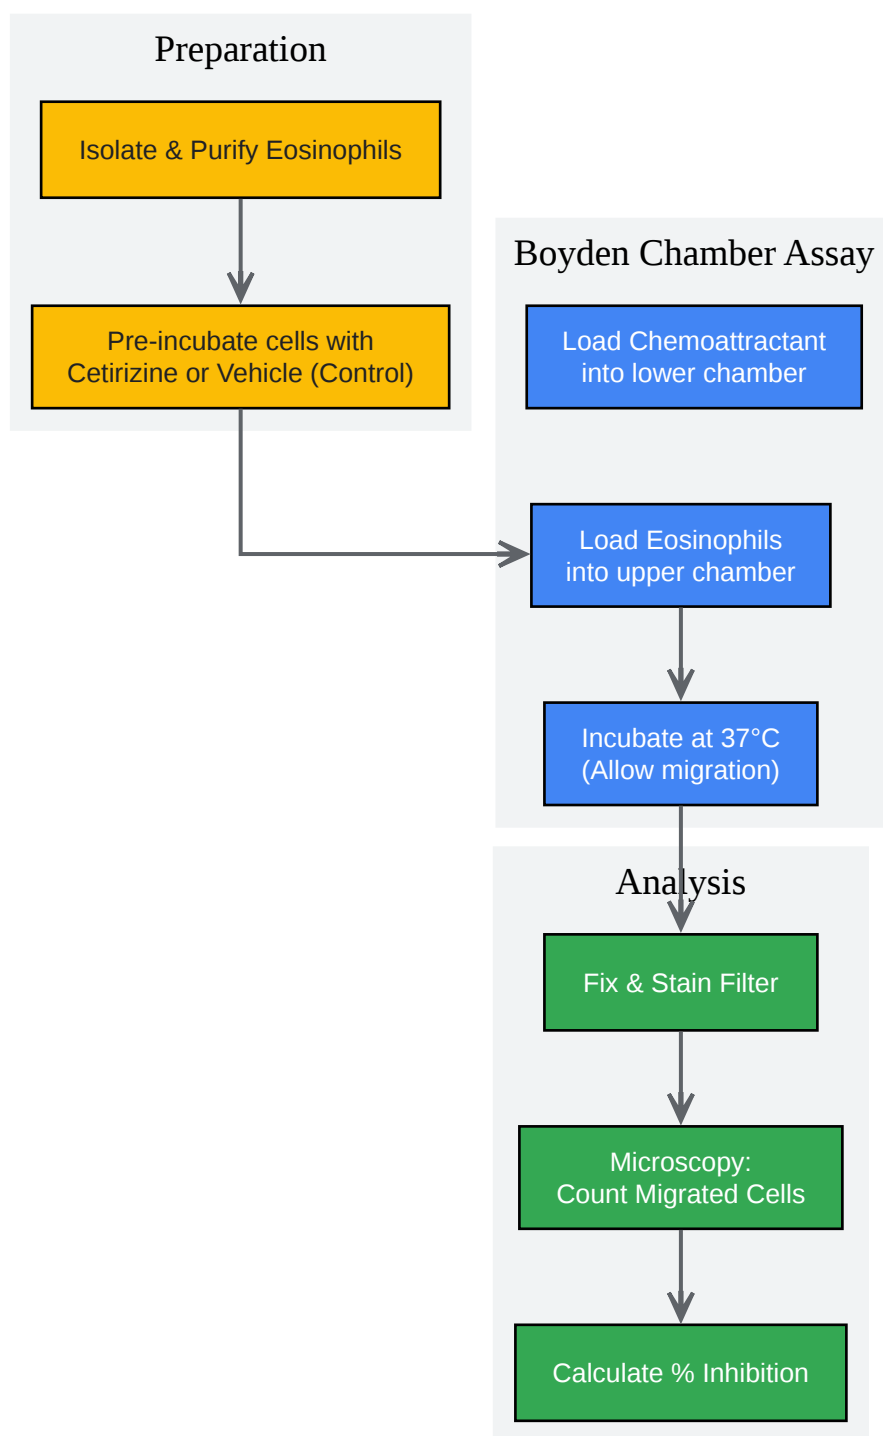 Preparation
Isolate & Purify Eosinophils
Pre-incubate cells with
Cetirizine or Vehicle (Control)
Boyden Chamber Assay
Load Chemoattractant
into lower chamber
Load Eosinophils
into upper chamber
Incubate at 37°C
(Allow migration)
Analysis
Fix & Stain Filter
Microscopy:
Count Migrated Cells
Calculate % Inhibition